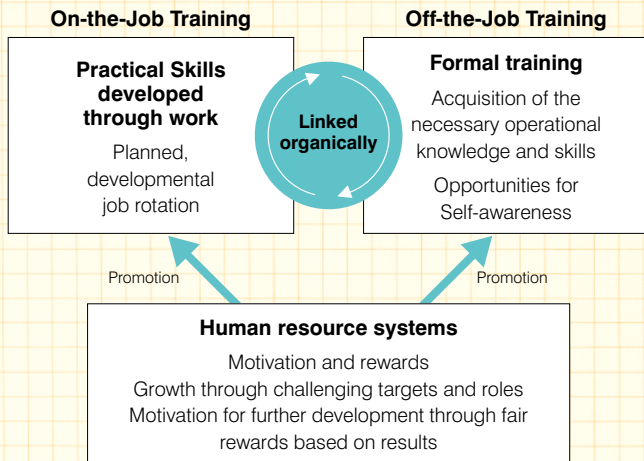 On-the-Job Training
Practical Skills
developed
through work
Planned,
developmental
job rotation
Linked
organically
Off-the-Job Training
Formal training
Acquisition of the
necessary operational
knowledge and skills
Opportunities for
Self-awareness
Promotion
Promotion
Human resource systems
Motivation and rewards
Growth through challenging targets and roles
Motivation for further development through fair
rewards based on results